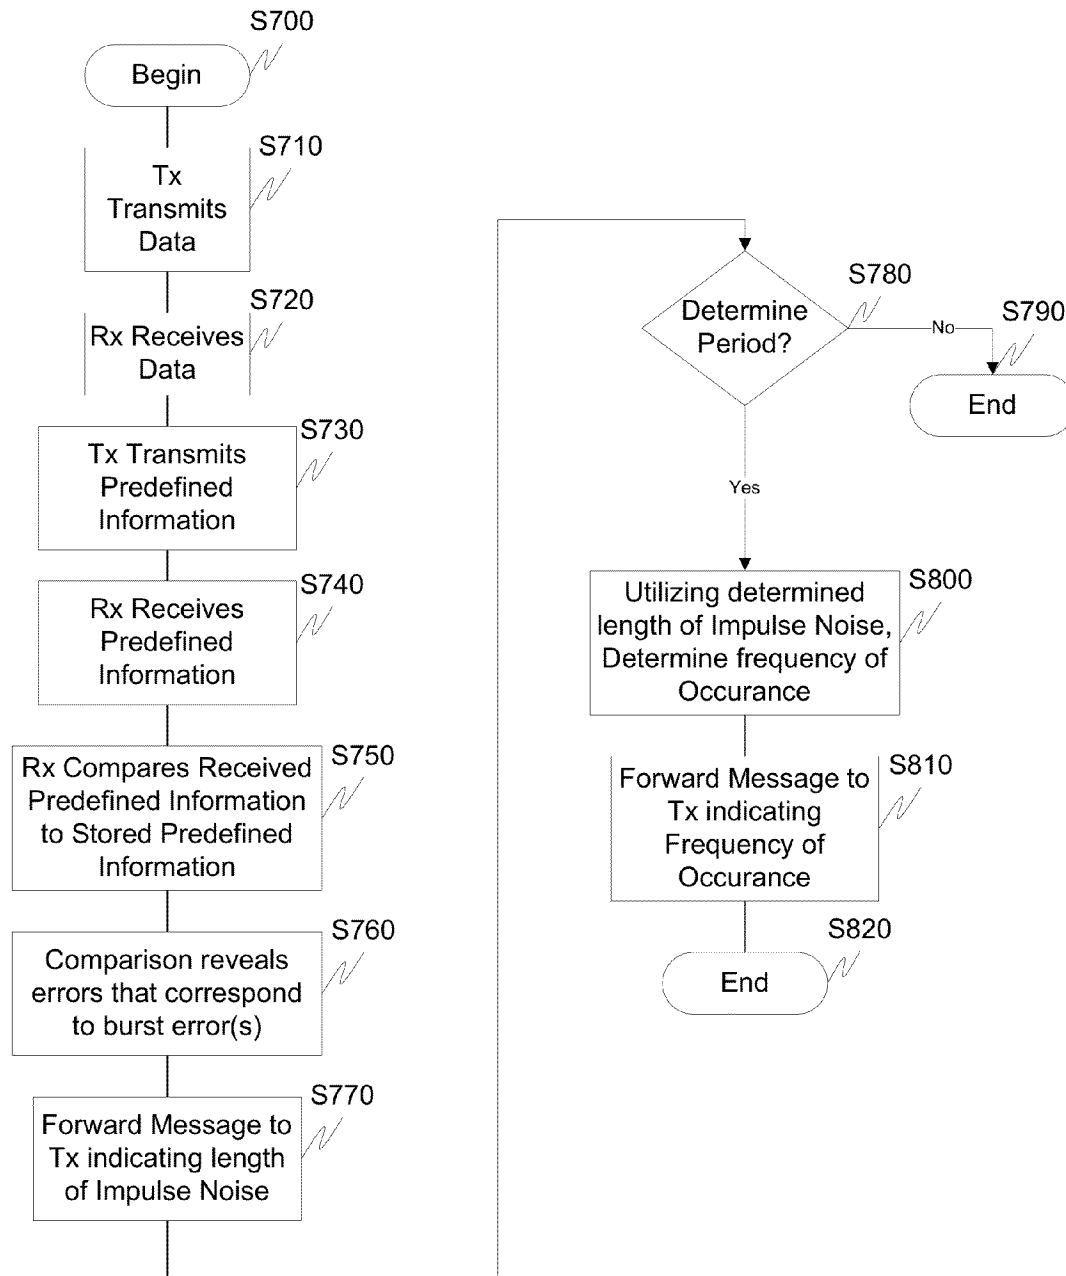 S700
Begin
S710
Tx
Transmits
Data
S720
Rx Receives
Data
S730
Tx Transmits
Predefined
Information
S740
Rx Receives
Predefined
Information
S750
Rx Compares Received
Predefined Information
to Stored Predefined
Information
S760
Comparison reveals
errors that correspond
to burst error(s)
S770
Forward Message to
Tx indicating length
of Impulse Noise
S780
Determine
Period?
No
S790
End
Yes
S800
Utilizing determined
length of Impulse Noise,
Determine frequency of
Occurance
S810
Forward Message to
Tx indicating
Frequency of
Occurance
S820
End